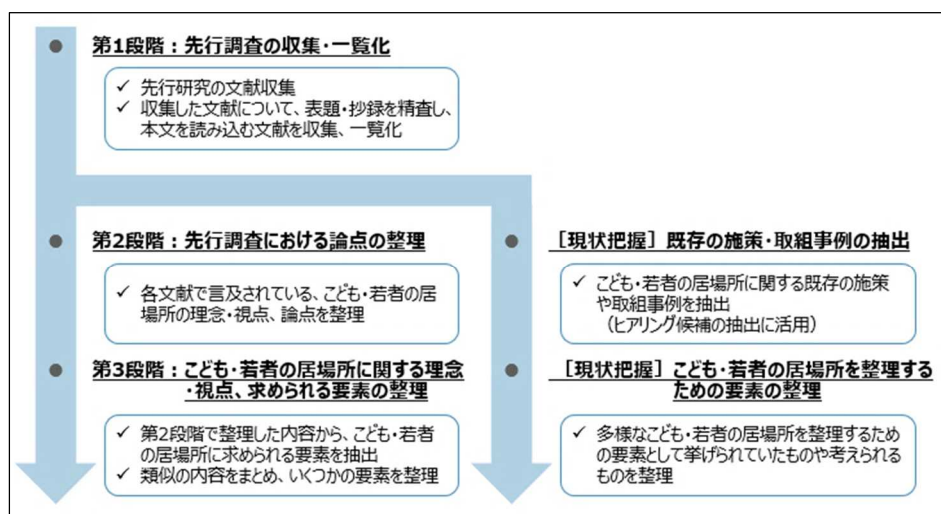 第1段階：先行調査の収集・一覧化
✓ 先行研究の文献収集
✓ 収集した文献について、表題・抄録を精査し、
本文を読み込む文献を収集、一覧化
第2段階：先行調査における論点の整理
✓ 各文献で言及されている、こども・若者の居
場所の理念・視点、論点を整理
第3段階：こども・若者の居場所に関する理念
・視点、求められる要素の整理
✓ 第2段階で整理した内容から、こども・若者
の居場所に求められる要素を抽出
✓ 類似の内容をまとめ、いくつかの要素を整理
［現状把握］既存の施策・取組事例の抽出
✓ こども・若者の居場所に関する既存の施策
や取組事例を抽出
（ヒアリング候補の抽出に活用）
［現状把握］こども・若者の居場所を整理する
ための要素の整理
✓ 多様なこども・若者の居場所を整理するため
の要素として挙げられていたものや考えられる
ものを整理